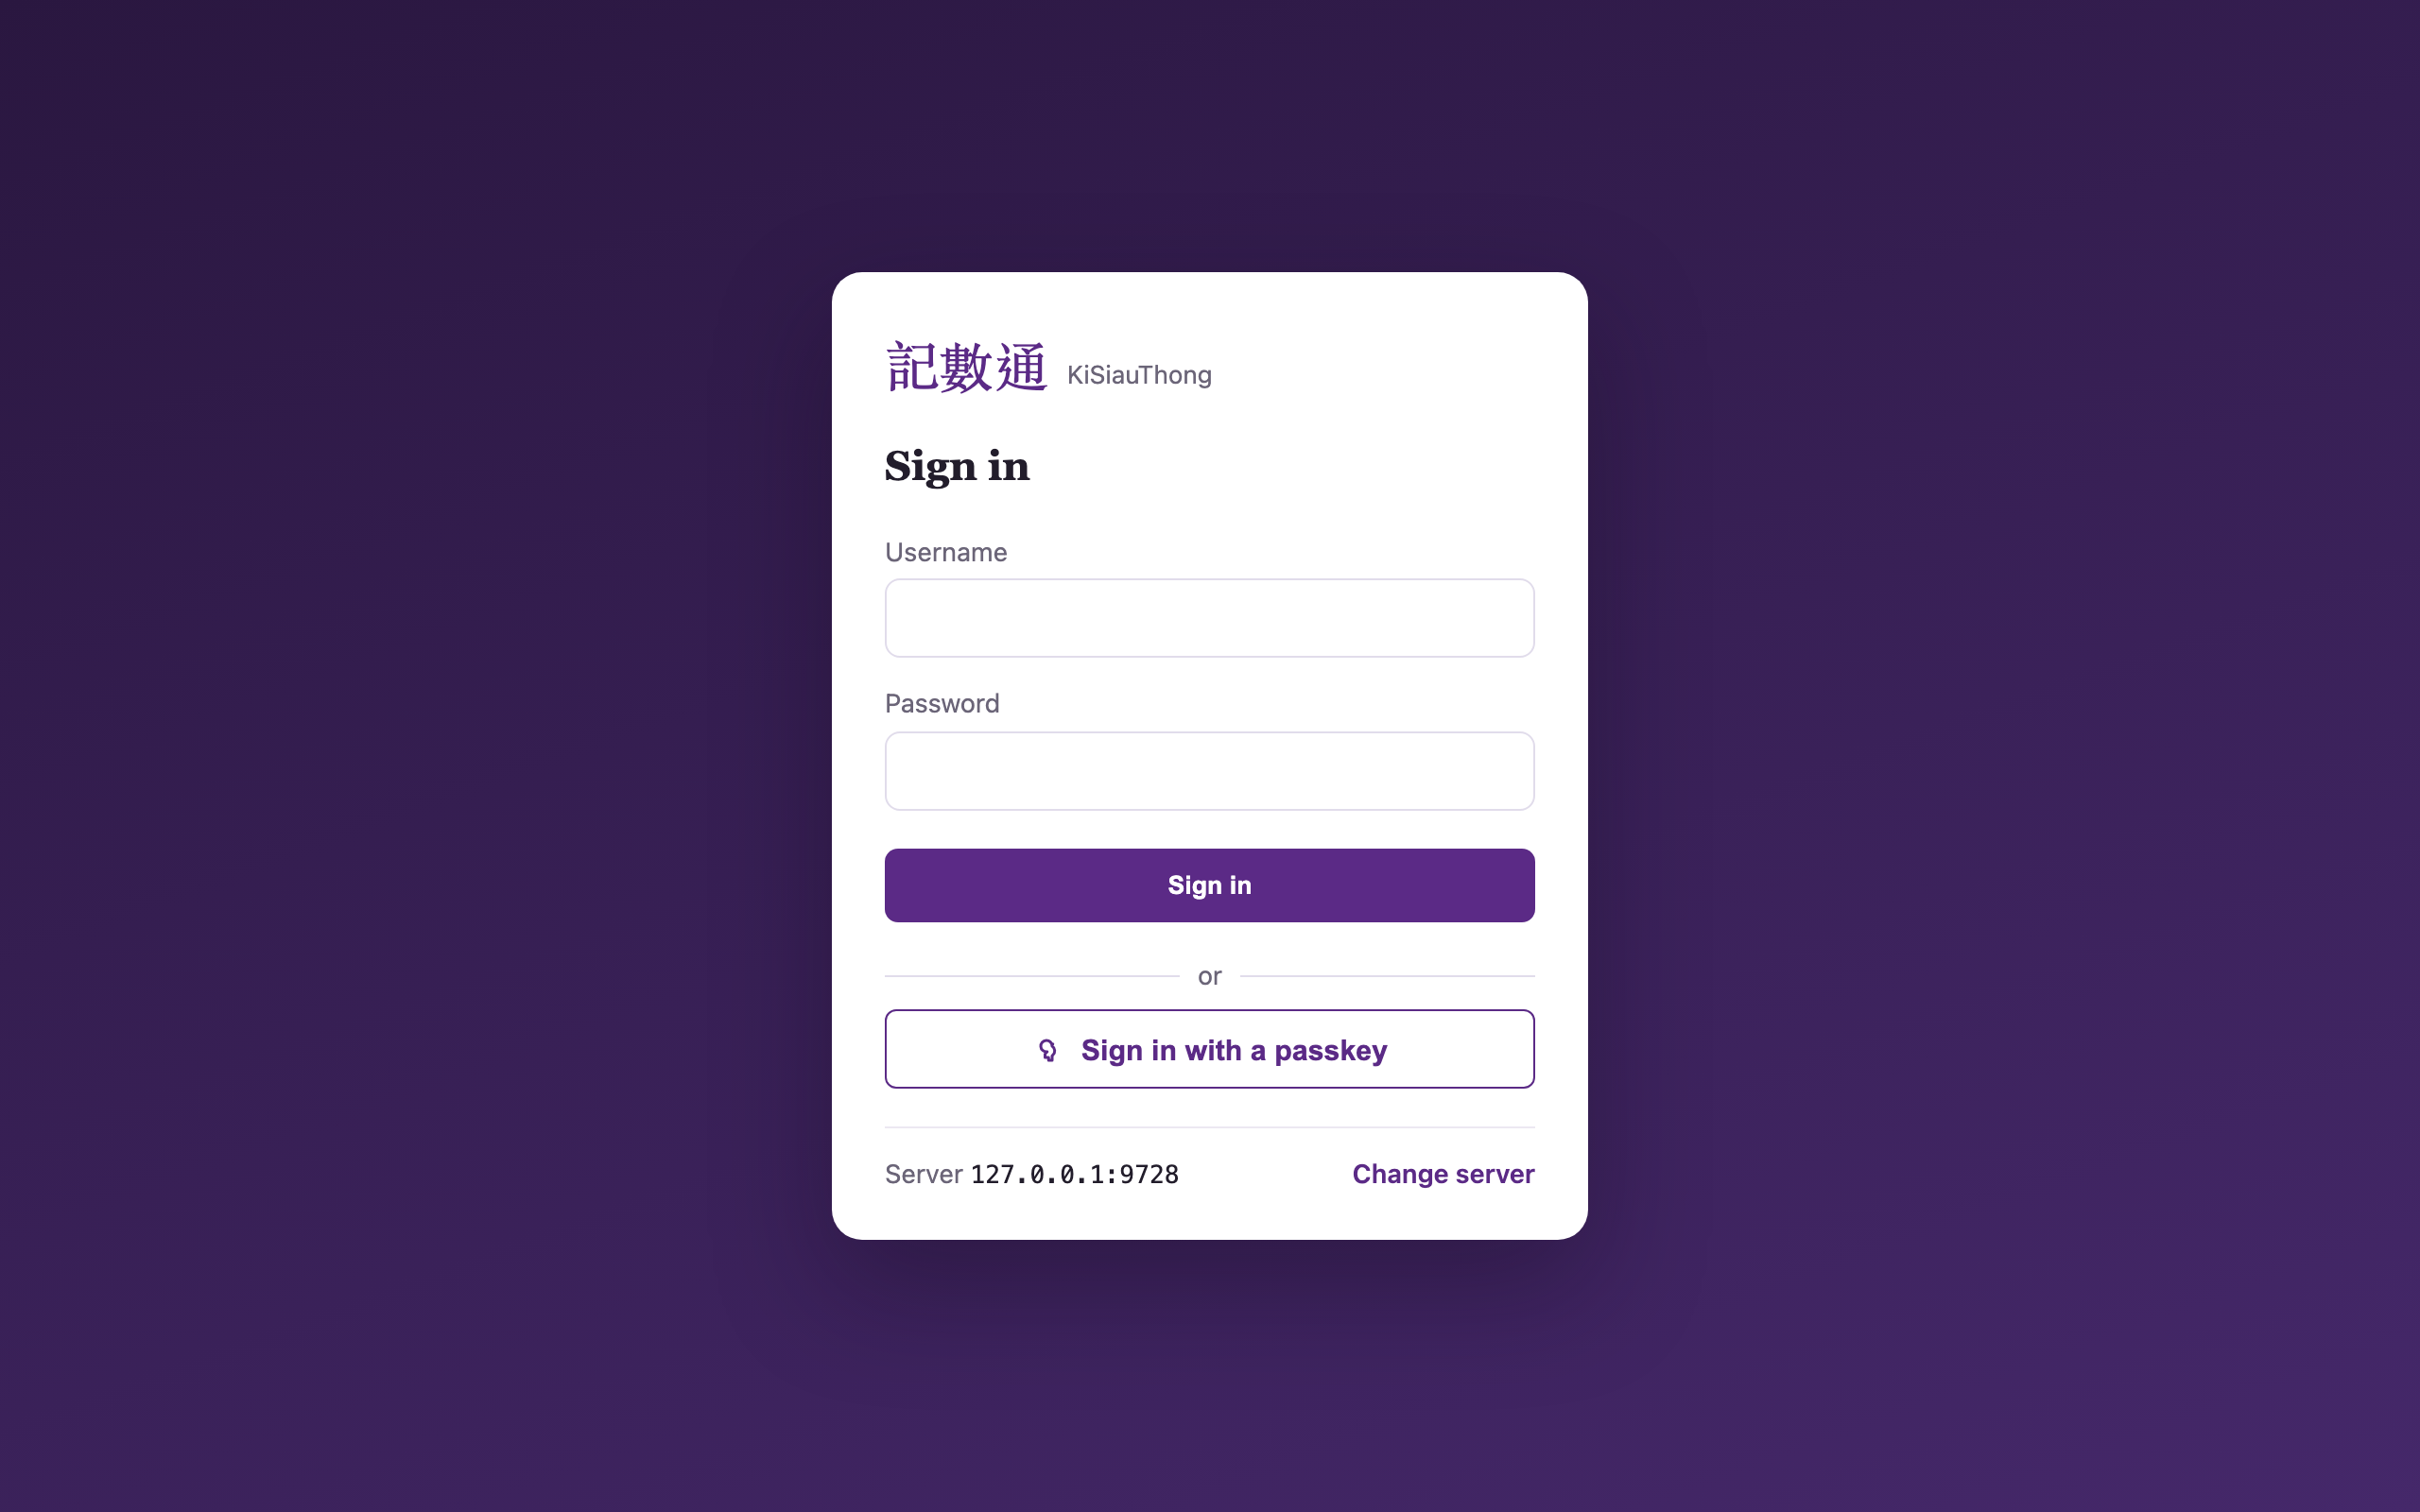 記數通 KiSiauThong
Sign in
Username
Password
Sign in
or
Sign in with a passkey
Server 127.0.0.1:9728 Change server